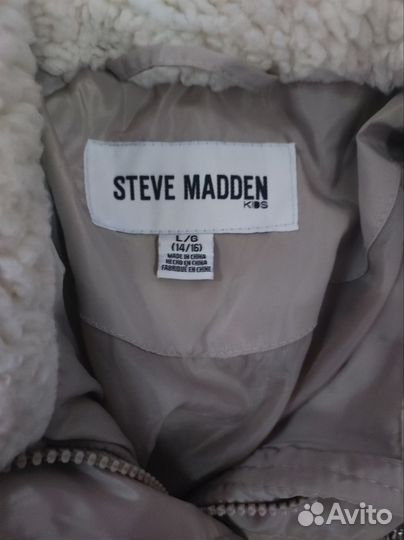 STEVE MADDEN
KIDS
L/G
(14/16)
MADE IN CHINA
HECHO EN CHINA
FABRIQUÉ EN CHINE
Avito